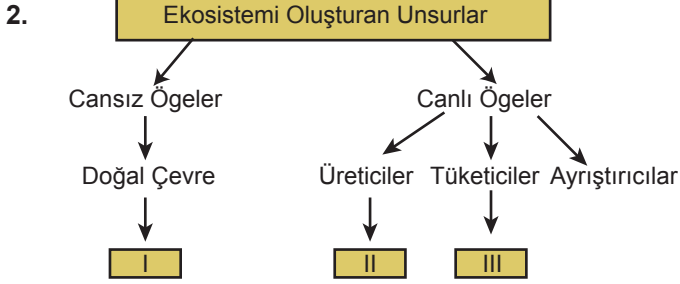 2.
Ekosistemi Oluşturan Unsurlar
Cansız Ögeler
Canlı Ögeler
Doğal Çevre
Üreticiler Tüketiciler Ayrıştırıcılar
I
II
III